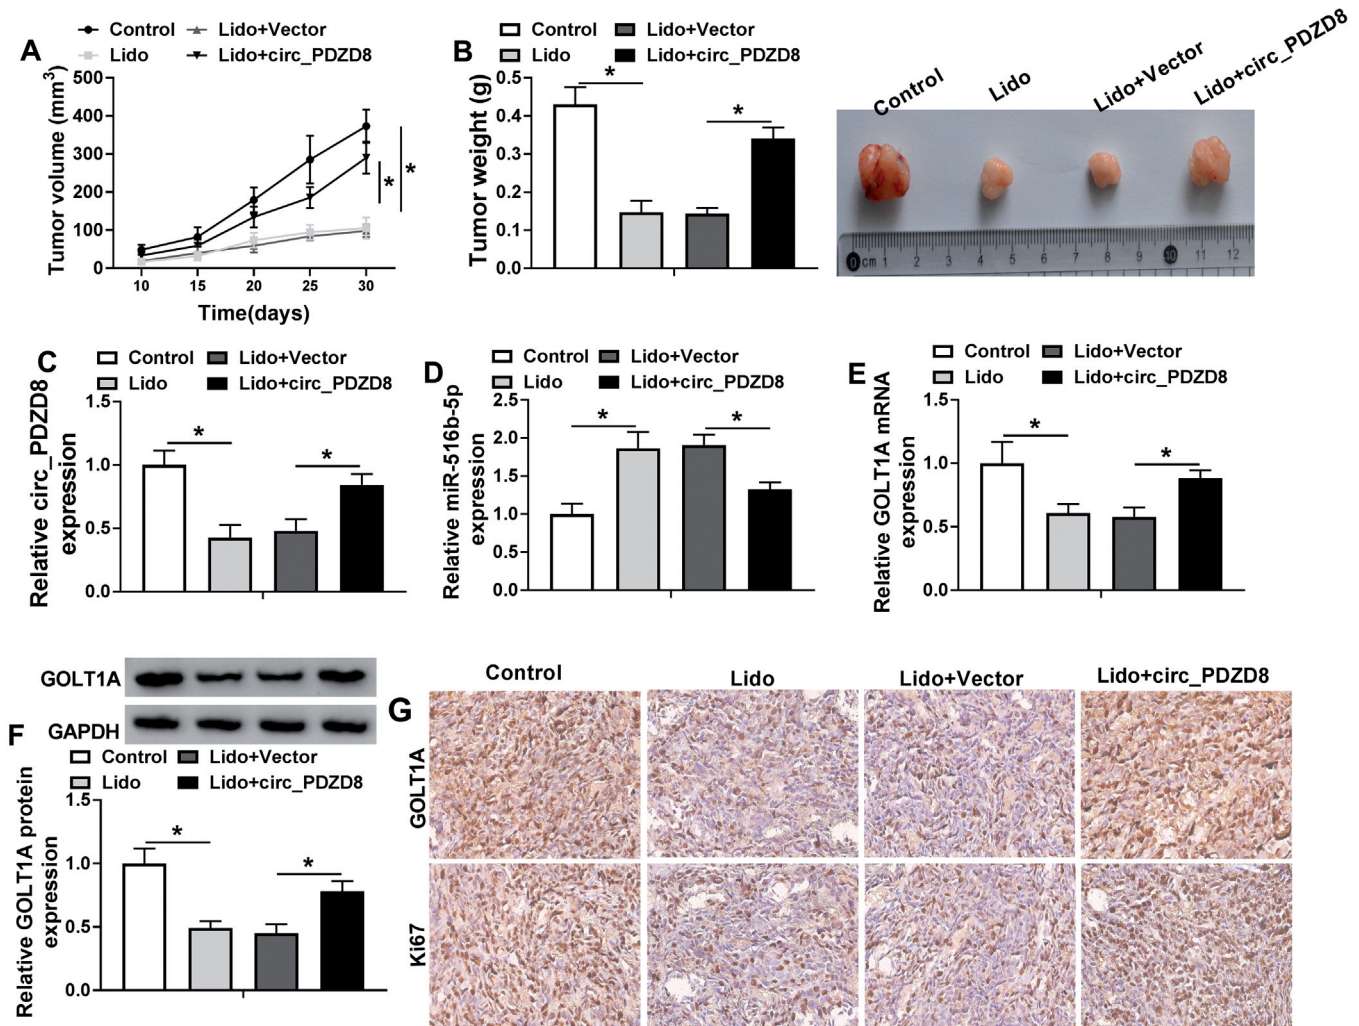 A
Control
Lido+Vector
Lido
Lido+circ_PDZD8
Tumor volume (mm3)
500
400
300
200
100
0
10 15 20 25 30
Time(days)
*
*
B
Control
Lido+Vector
Lido
Lido+circ_PDZD8
Tumor weight (g)
0.5
0.4
0.3
0.2
0.1
0.0
*
*
Control
Lido
Lido+Vector
Lido+circ_PDZD8
0 cm 1 2 3 4 5 6 7 8 9 10 11 12
C
Control
Lido+Vector
Lido
Lido+circ_PDZD8
Relative circ_PDZD8
expression
1.5
1.0
0.5
0.0
*
*
D
Control
Lido+Vector
Lido
Lido+circ_PDZD8
Relative miR-516b-5p
expression
2.5
2.0
1.5
1.0
0.5
0.0
*
*
E
Control
Lido+Vector
Lido
Lido+circ_PDZD8
Relative GOLT1A mRNA
expression
1.5
1.0
0.5
0.0
*
*
F
GOLT1A
GAPDH
Control
Lido+Vector
Lido
Lido+circ_PDZD8
Relative GOLT1A protein
expression
1.5
1.0
0.5
0.0
*
*
G
Control
Lido
Lido+Vector
Lido+circ_PDZD8
GOLT1A
Ki67